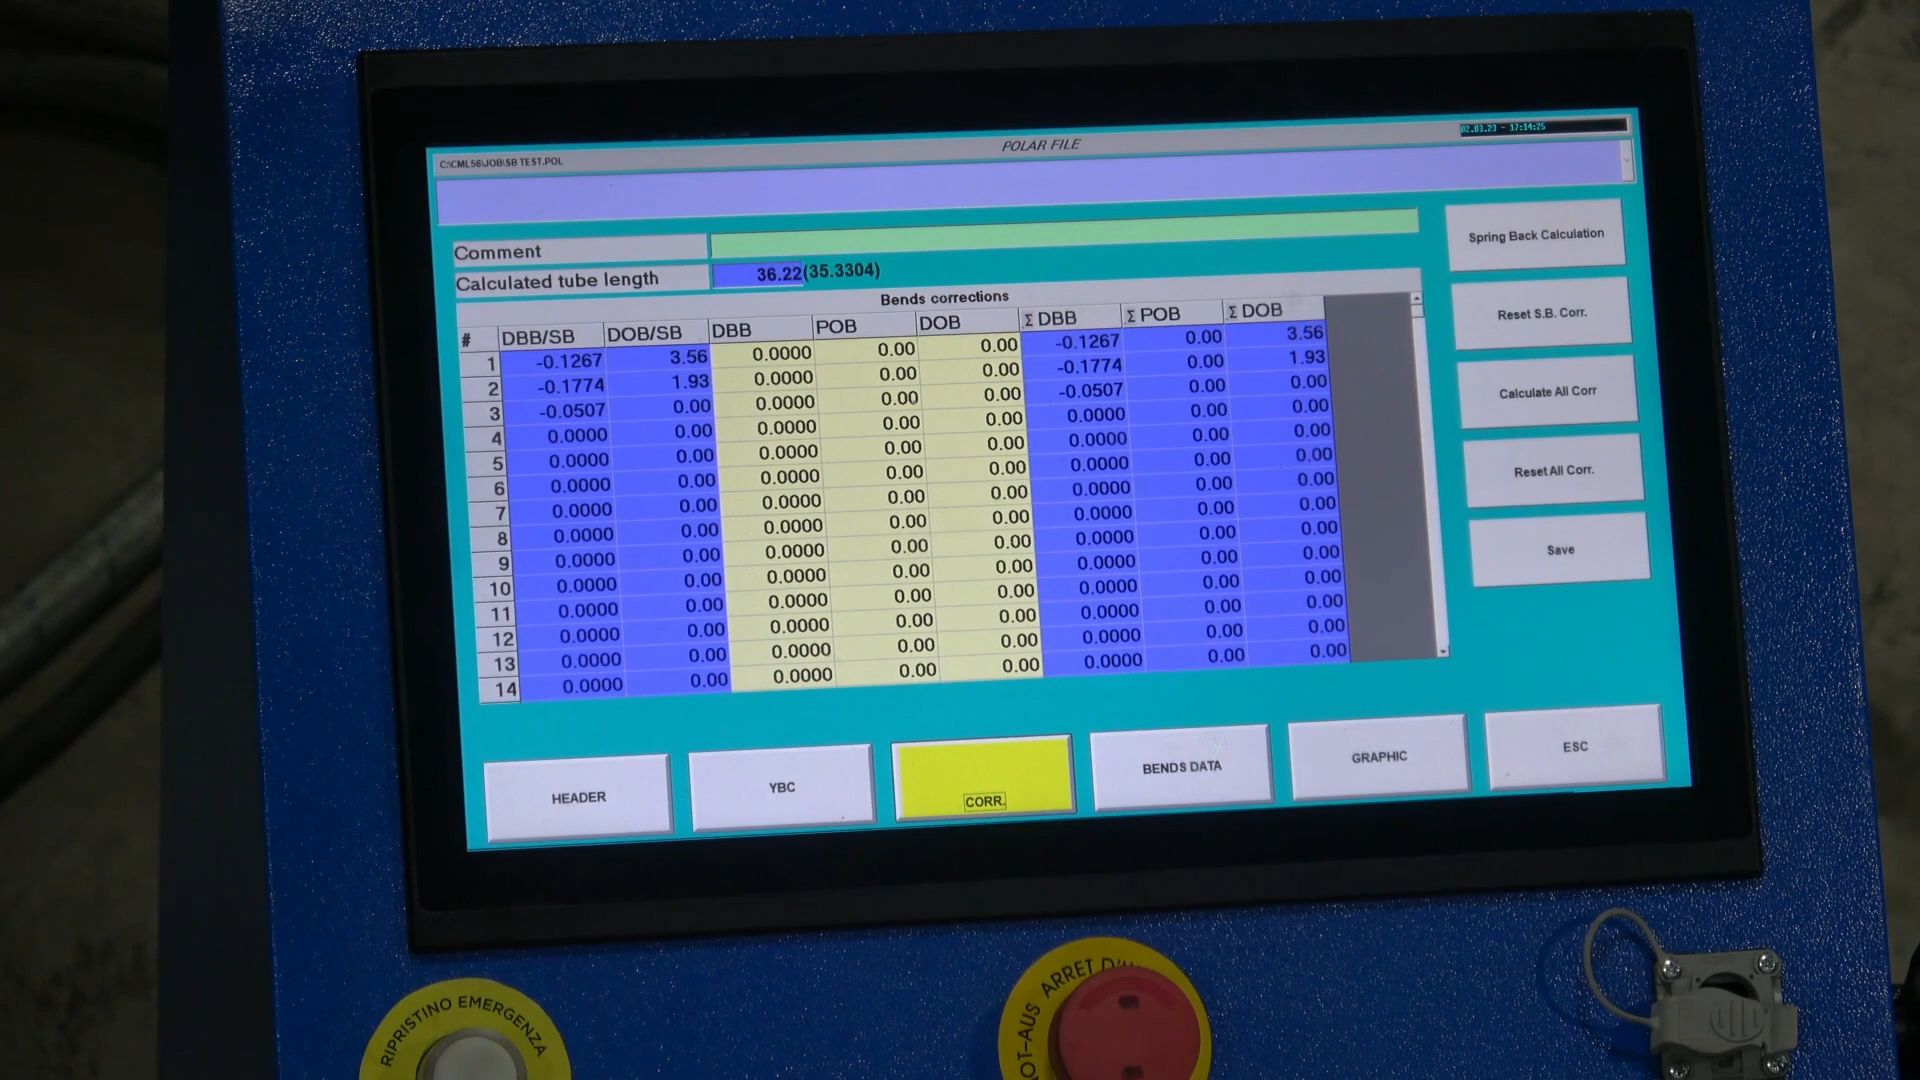 02.03.23 - 17:14:25
POLAR FILE
C:\CML56\JOB\SB TEST.POL
Comment
Calculated tube length 36.22(35.3304)
Bends corrections
# DBB/SB DOB/SB DBB POB DOB Σ DBB Σ POB Σ DOB
1 -0.1267 3.56 0.0000 0.00 0.00 -0.1267 0.00 3.56
2 -0.1774 1.93 0.0000 0.00 0.00 -0.1774 0.00 1.93
3 -0.0507 0.00 0.0000 0.00 0.00 -0.0507 0.00 0.00
4 0.0000 0.00 0.0000 0.00 0.00 0.0000 0.00 0.00
5 0.0000 0.00 0.0000 0.00 0.00 0.0000 0.00 0.00
6 0.0000 0.00 0.0000 0.00 0.00 0.0000 0.00 0.00
7 0.0000 0.00 0.0000 0.00 0.00 0.0000 0.00 0.00
8 0.0000 0.00 0.0000 0.00 0.00 0.0000 0.00 0.00
9 0.0000 0.00 0.0000 0.00 0.00 0.0000 0.00 0.00
10 0.0000 0.00 0.0000 0.00 0.00 0.0000 0.00 0.00
11 0.0000 0.00 0.0000 0.00 0.00 0.0000 0.00 0.00
12 0.0000 0.00 0.0000 0.00 0.00 0.0000 0.00 0.00
13 0.0000 0.00 0.0000 0.00 0.00 0.0000 0.00 0.00
14 0.0000 0.00 0.0000 0.00 0.00 0.0000 0.00 0.00
Spring Back Calculation
Reset S.B. Corr.
Calculate All Corr
Reset All Corr.
Save
HEADER YBC CORR. BENDS DATA GRAPHIC ESC
RIPRISTINO EMERGENZA
ARRET